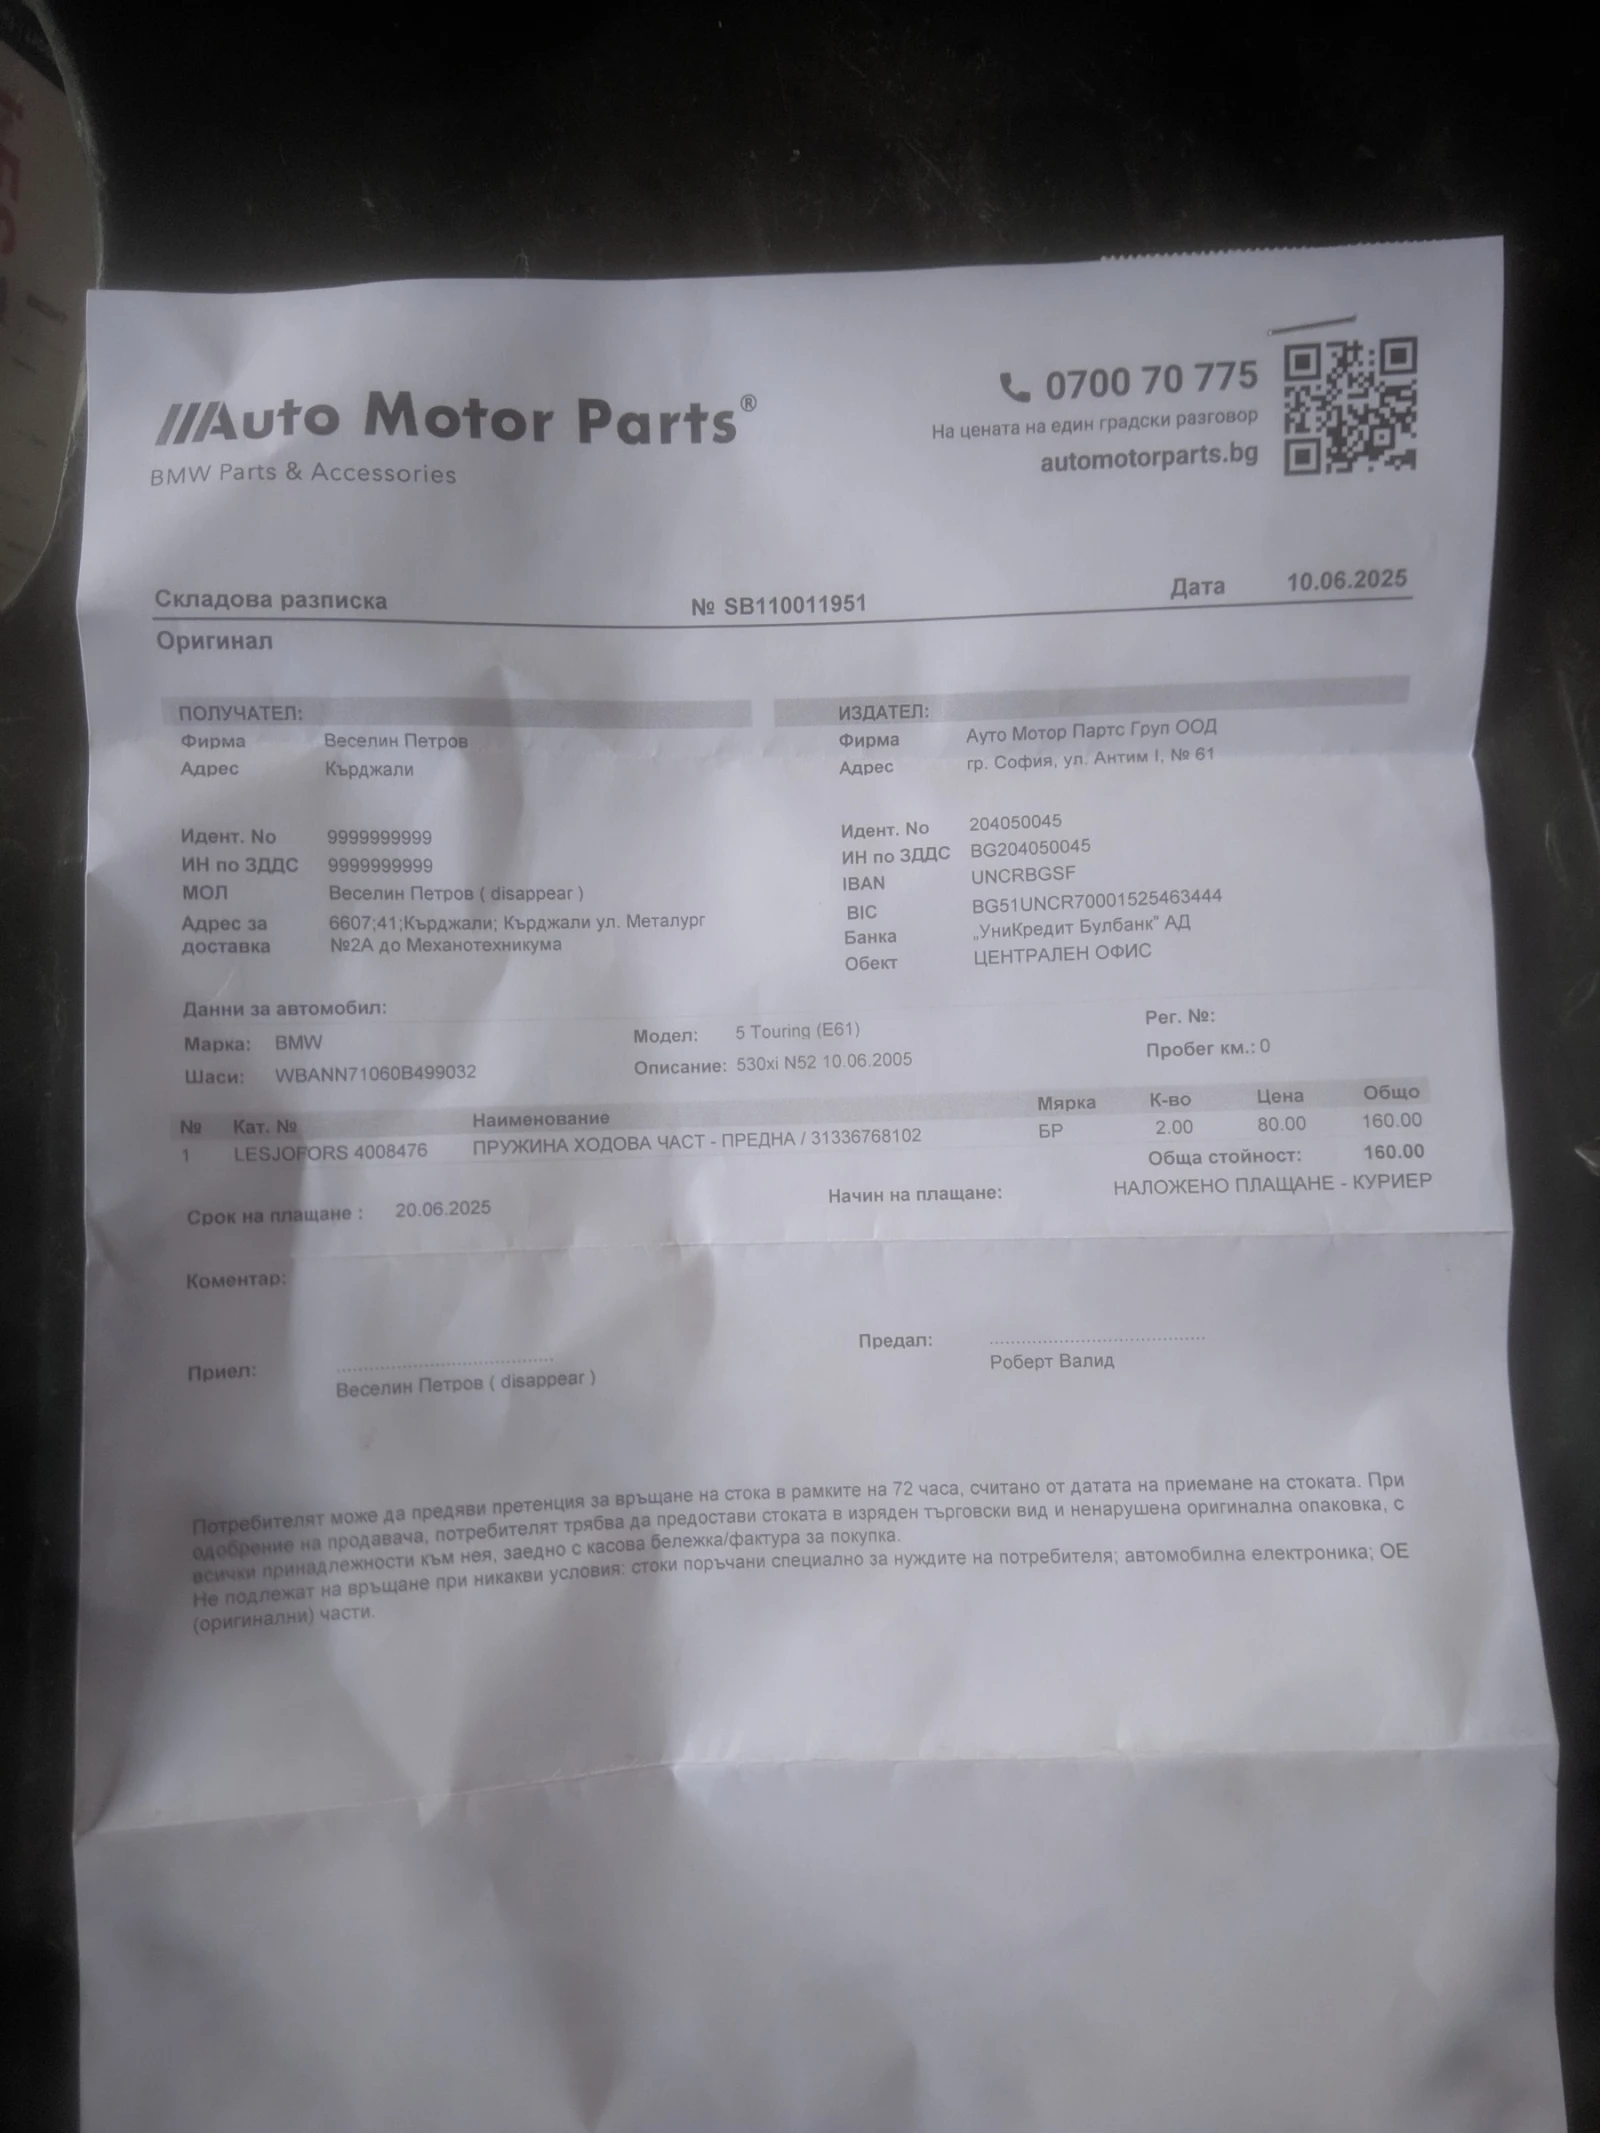 ///Auto Motor Parts®
BMW Parts & Accessories
0700 70 775
На цената на един градски разговор
automotorparts.bg
Складова разписка № SB110011951 Дата 10.06.2025
Оригинал
ПОЛУЧАТЕЛ:
Фирма Веселин Петров
Адрес Кърджали
Идент. No 9999999999
ИН по ЗДДС 9999999999
МОЛ Веселин Петров ( disappear )
Адрес за 6607;41;Кърджали; Кърджали ул. Металург
доставка №2А до Механотехникума
ИЗДАТЕЛ:
Фирма Ауто Мотор Партс Груп ООД
Адрес гр. София, ул. Антим I, № 61
Идент. No 204050045
ИН по ЗДДС BG204050045
IBAN UNCRBGSF
BIC BG51UNCR70001525463444
Банка „УниКредит Булбанк" АД
Обект ЦЕНТРАЛЕН ОФИС
Данни за автомобил:
Марка: BMW Модел: 5 Touring (E61) Рег. №:
Шаси: WBANN71060B499032 Описание: 530xi N52 10.06.2005 Пробег км.: 0
№ Кат. № Наименование Мярка К-во Цена Общо
1 LESJOFORS 4008476 ПРУЖИНА ХОДОВА ЧАСТ - ПРЕДНА / 31336768102 БР 2.00 80.00 160.00
Обща стойност: 160.00
Срок на плащане : 20.06.2025 Начин на плащане: НАЛОЖЕНО ПЛАЩАНЕ - КУРИЕР
Коментар:
Приел: Предал:
Веселин Петров ( disappear ) Роберт Валид
Потребителят може да предяви претенция за връщане на стока в рамките на 72 часа, считано от датата на приемане на стоката. При
одобрение на продавача, потребителят трябва да предостави стоката в изряден търговски вид и ненарушена оригинална опаковка, с
всички принадлежности към нея, заедно с касова бележка/фактура за покупка.
Не подлежат на връщане при никакви условия: стоки поръчани специално за нуждите на потребителя; автомобилна електроника; ОЕ
(оригинални) части.